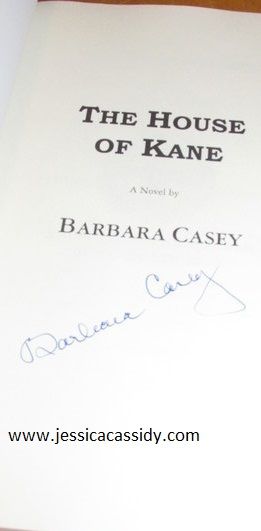 THE HOUSE
OF KANE
A Novel by
BARBARA CASEY
Barbara Casey
www.jessicacassidy.com